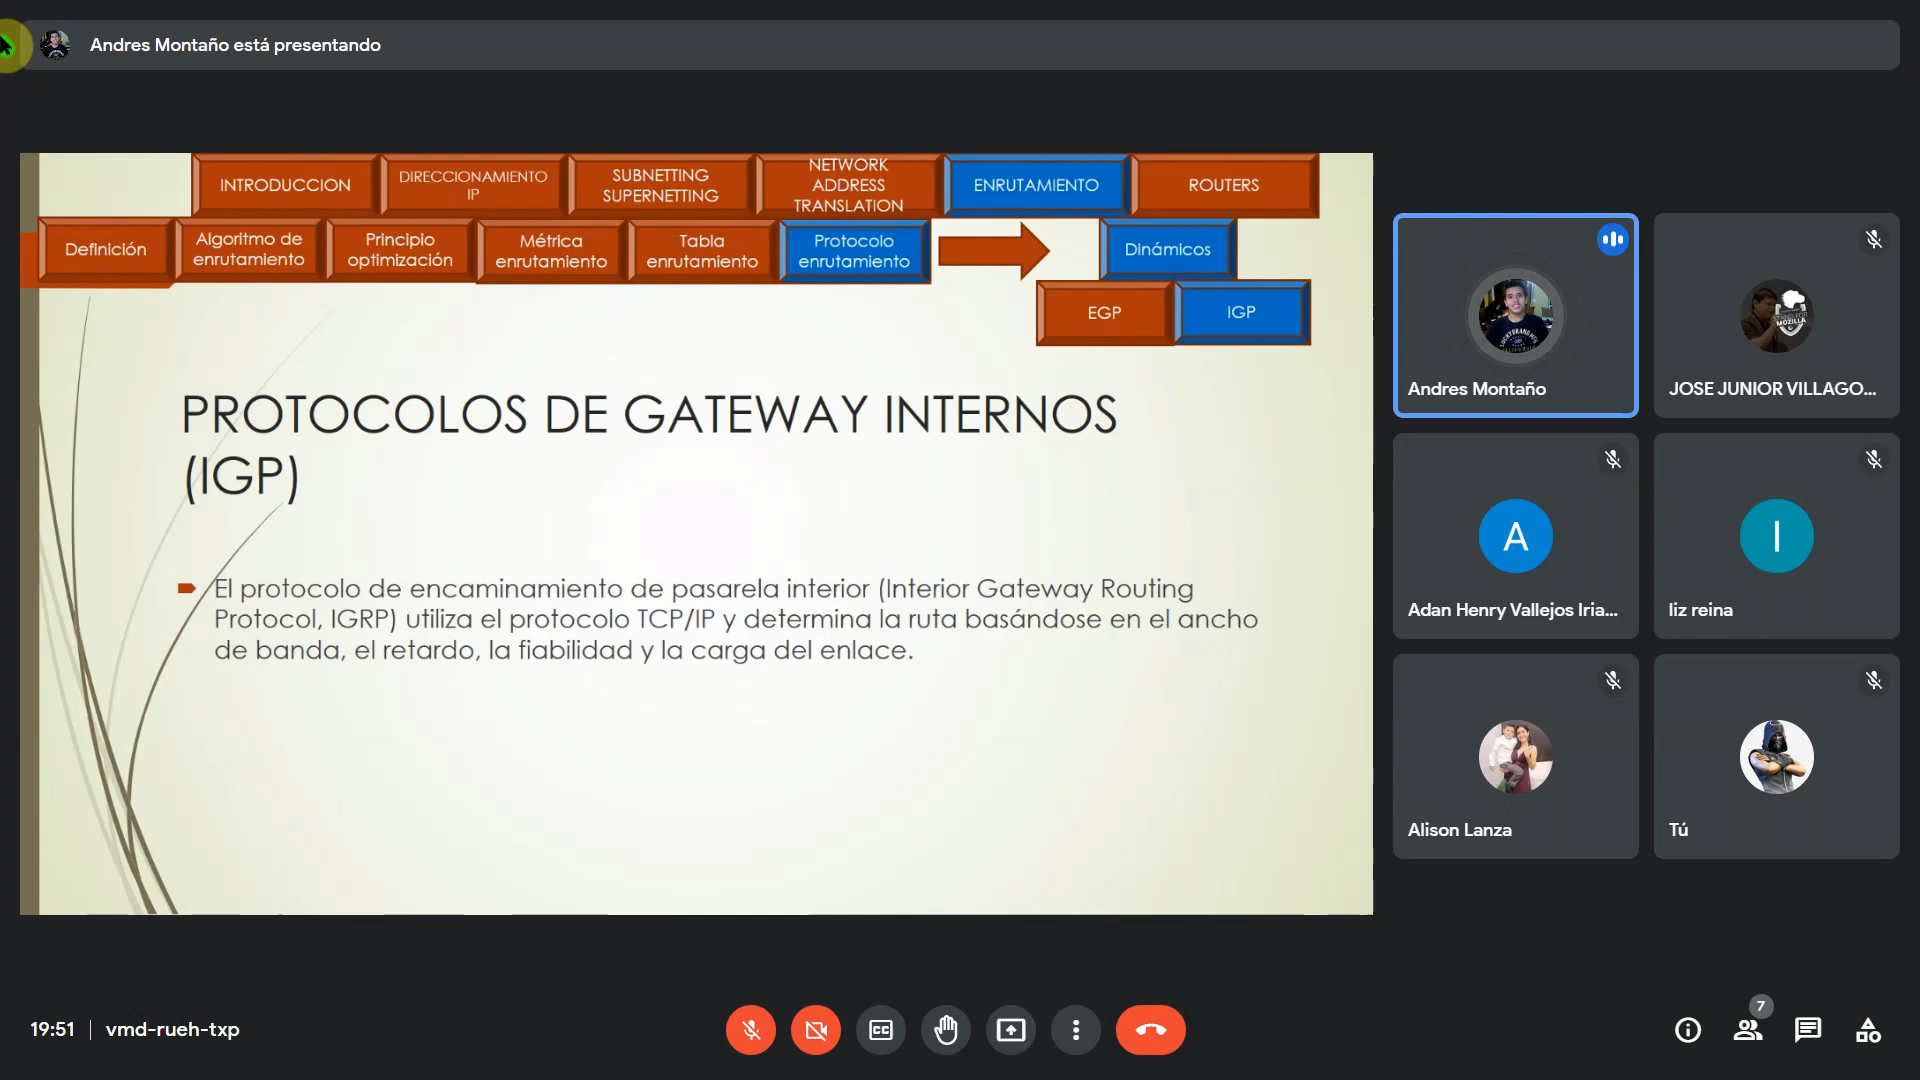 Andres Montaño está presentando
INTRODUCCION
DIRECCIONAMIENTO
IP
SUBNETTING
SUPERNETTING
NETWORK
ADDRESS
TRANSLATION
ENRUTAMIENTO
ROUTERS
Definición
Algoritmo de
enrutamiento
Principio
optimización
Métrica
enrutamiento
Tabla
enrutamiento
Protocolo
enrutamiento
Dinámicos
EGP
IGP
PROTOCOLOS DE GATEWAY INTERNOS
(IGP)
El protocolo de encaminamiento de pasarela interior (Interior Gateway Routing
Protocol, IGRP) utiliza el protocolo TCP/IP y determina la ruta basándose en el ancho
de banda, el retardo, la fiabilidad y la carga del enlace.
Andres Montaño
JOSE JUNIOR VILLAGO...
A
Adan Henry Vallejos Iria...
l
liz reina
Alison Lanza
Tú
19:51 | vmd-rueh-txp
CC
7